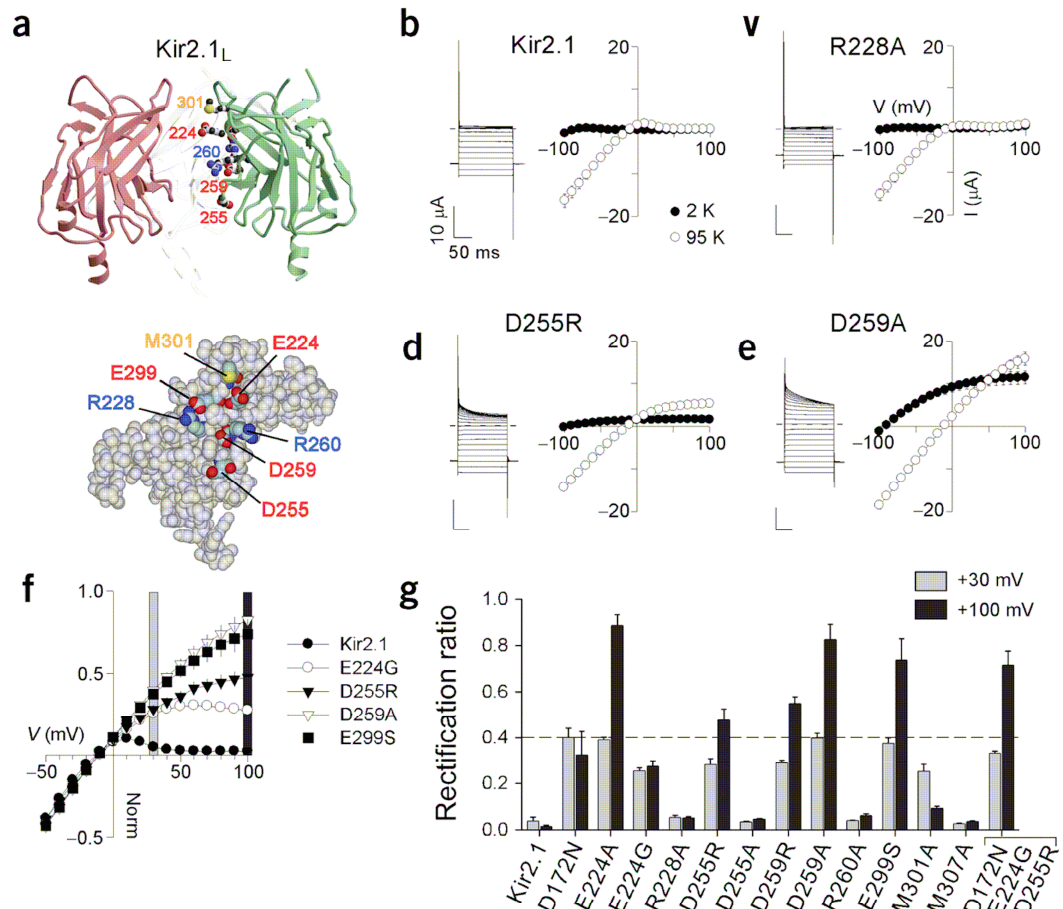 a
Kir2.1L
301
224
260
259
255
M301
E224
E299
R228
R260
D259
D255
b
Kir2.1
20
−100
100
−20
10 µA
50 ms
2 K
95 K
v
R228A
20
V (mV)
−100
100
I (µA)
−20
d
D255R
20
−100
100
−20
e
D259A
20
−100
100
−20
f
1.0
0.5
V (mV)
−50
50
100
Norm
−0.5
Kir2.1
E224G
D255R
D259A
E299S
g
+30 mV
+100 mV
Rectification ratio
1.0
0.8
0.6
0.4
0.2
0.0
Kir2.1
D172N
E224A
E224G
R228A
D255R
D255A
D259R
D259A
R260A
E299S
M301A
M307A
D172N
E224G
D255R